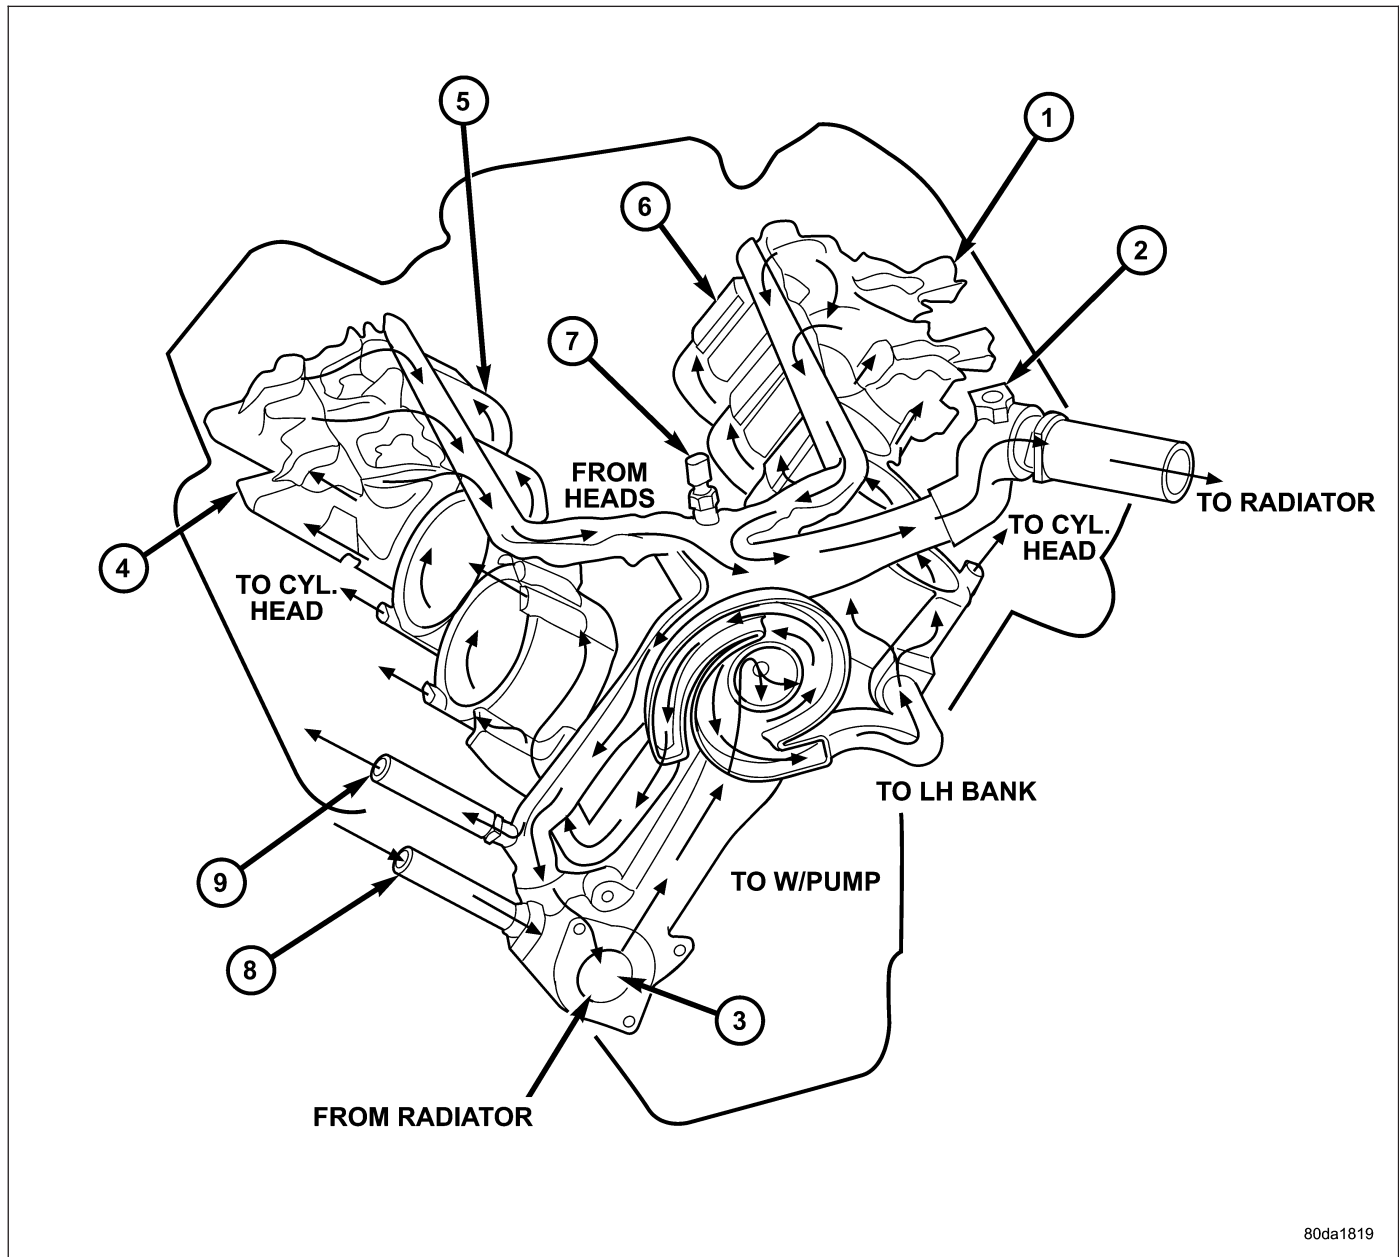 5
1
6
2
7
FROM
HEADS
TO RADIATOR
TO CYL.
HEAD
4
TO CYL.
HEAD
TO LH BANK
9
TO W/PUMP
8
3
FROM RADIATOR
80da1819